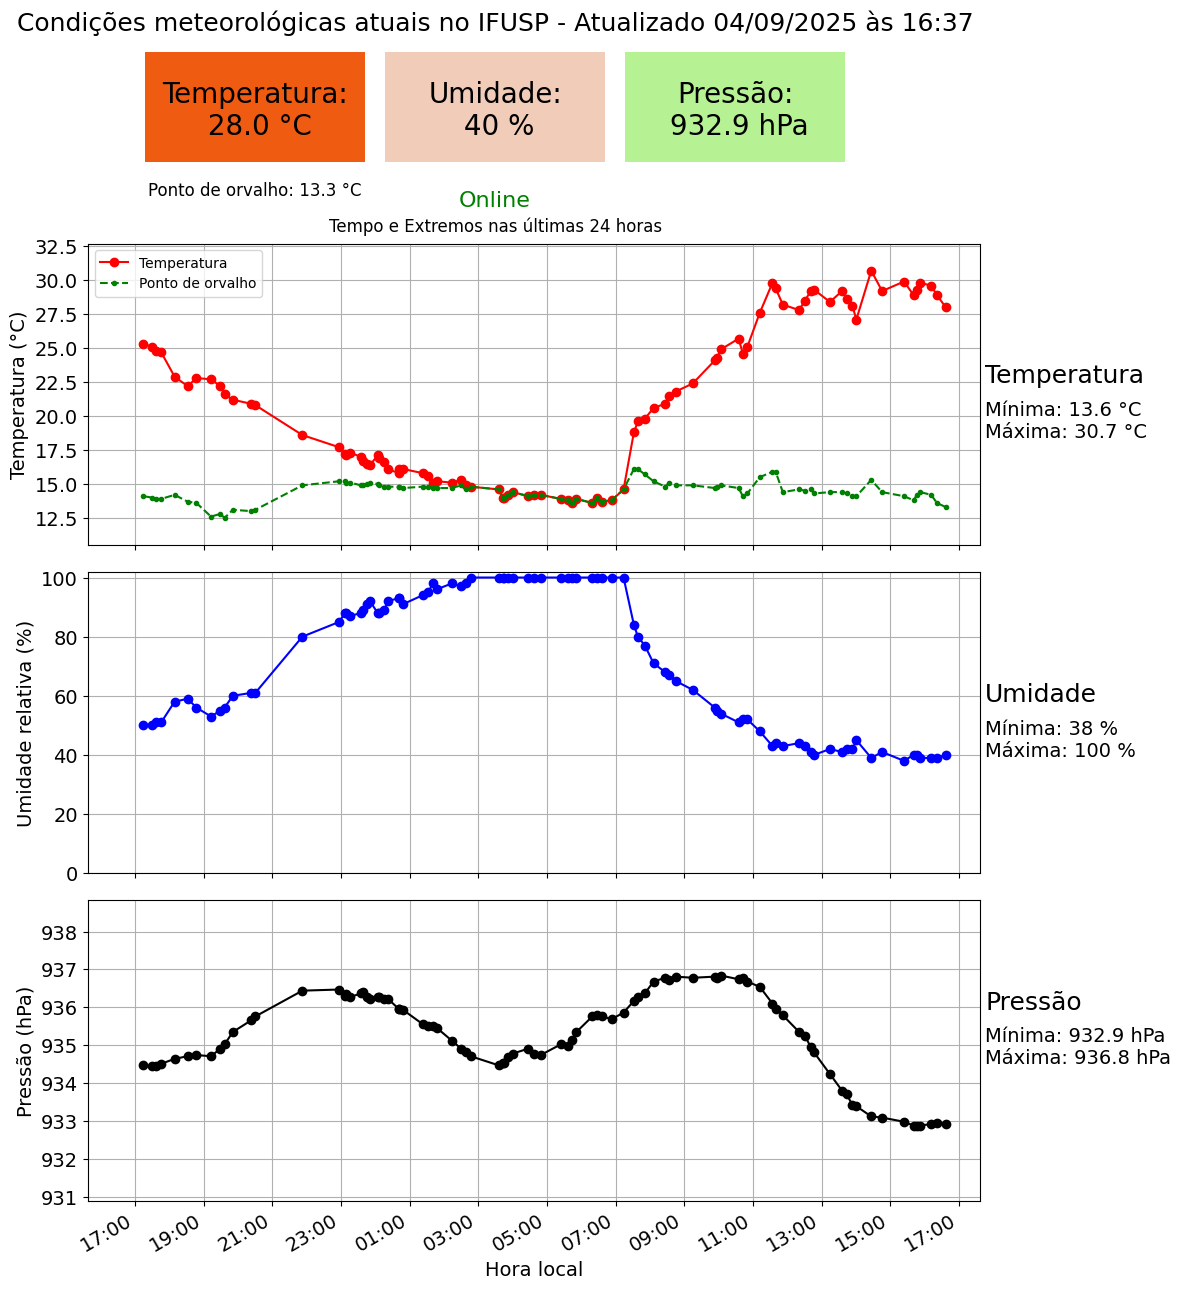 Condições meteorológicas atuais no IFUSP - Atualizado 04/09/2025 às 16:37
Temperatura:
28.0 °C
Umidade:
40 %
Pressão:
932.9 hPa
Ponto de orvalho: 13.3 °C
Online
Tempo e Extremos nas últimas 24 horas
Temperatura (°C)
32.5
30.0
27.5
25.0
22.5
20.0
17.5
15.0
12.5
Temperatura
Ponto de orvalho
Temperatura
Mínima: 13.6 °C
Máxima: 30.7 °C
Umidade relativa (%)
100
80
60
40
20
0
Umidade
Mínima: 38 %
Máxima: 100 %
Pressão (hPa)
938
937
936
935
934
933
932
931
Pressão
Mínima: 932.9 hPa
Máxima: 936.8 hPa
17:00
19:00
21:00
23:00
01:00
03:00
05:00
07:00
09:00
11:00
13:00
15:00
17:00
Hora local